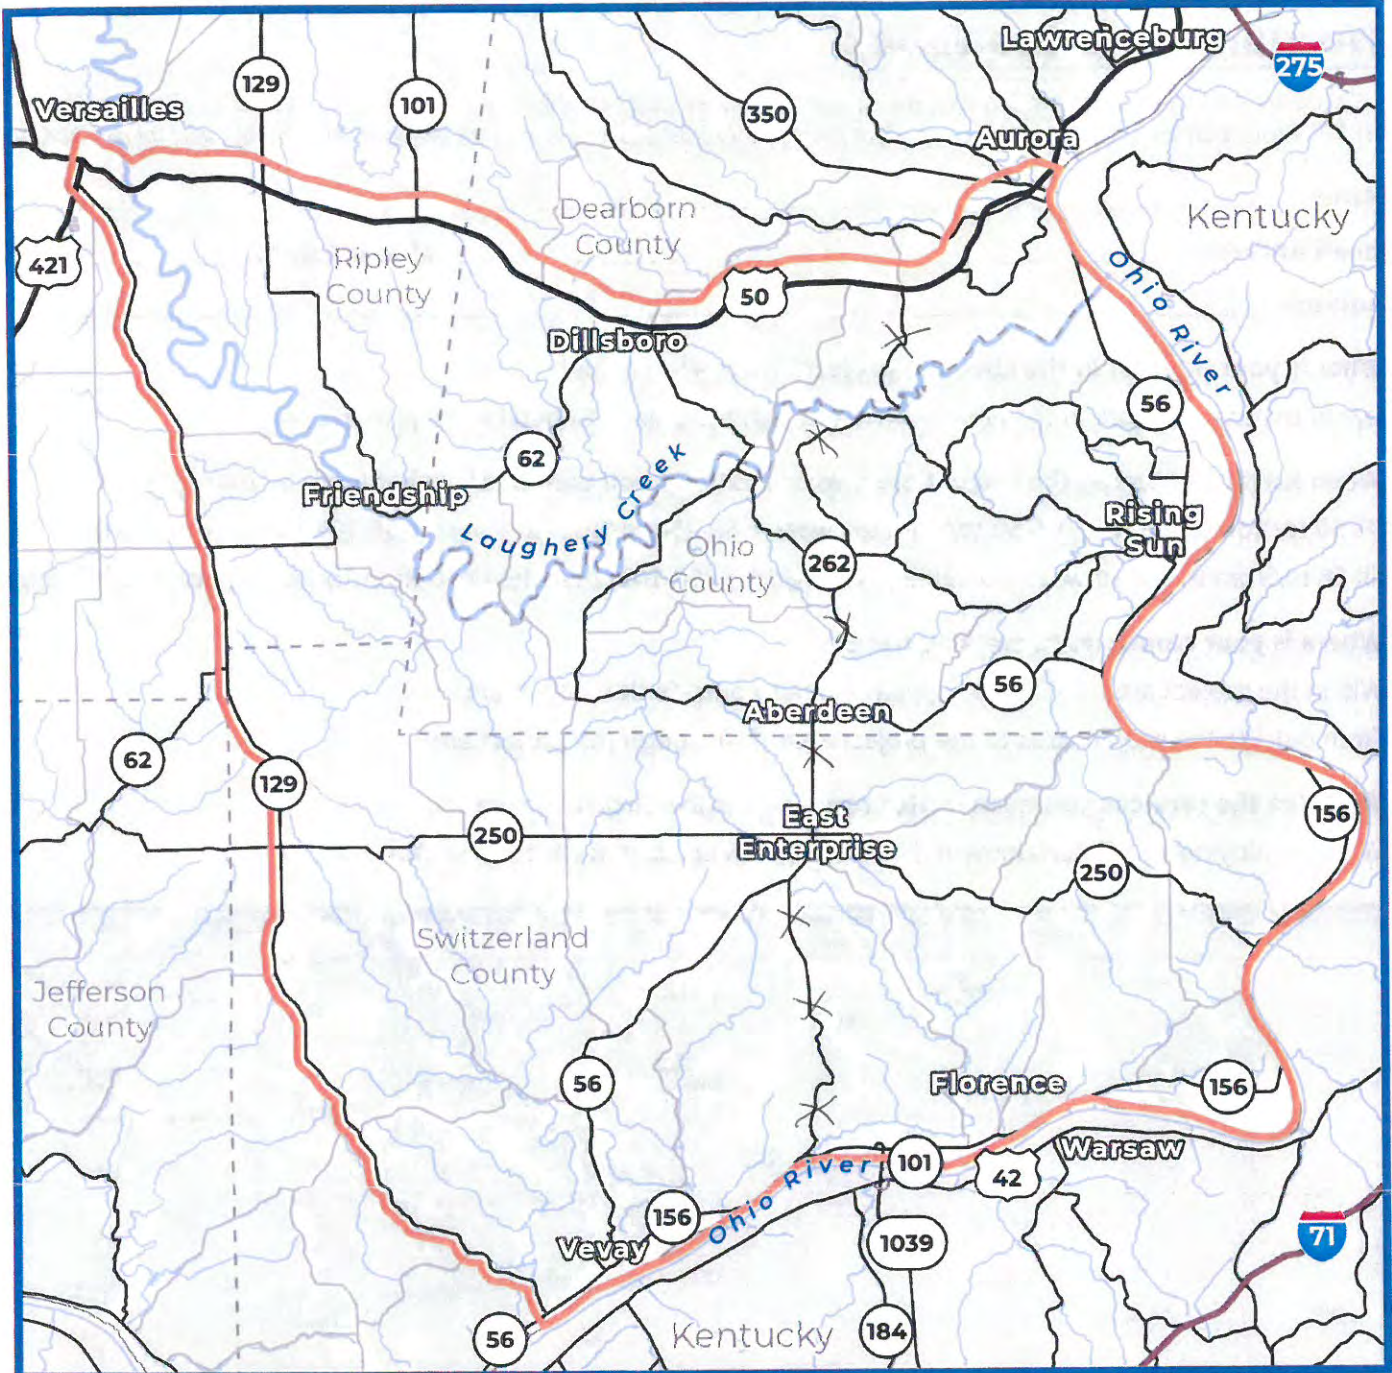 Lawrenceburg
275
129
101
350
Versailles
Aurora
Dearborn
County
Kentucky
421
Ripley
County
50
Ohio River
Dillsboro
56
62
Friendship
Laughery Creek
Rising
Sun
Ohio
County
262
56
Aberdeen
62
129
156
East
Enterprise
250
250
Switzerland
County
Jefferson
County
56
Florence
156
Warsaw
101
42
Ohio River
156
Vevay
1039
71
56
Kentucky
184